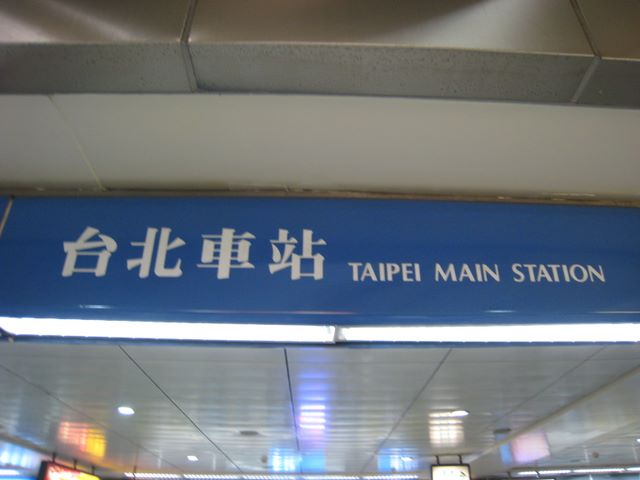 台北車站 TAIPEI MAIN STATION